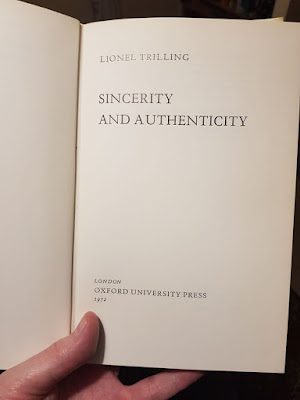 LIONEL TRILLING
SINCERITY
AND AUTHENTICITY
LONDON
OXFORD UNIVERSITY PRESS
1972